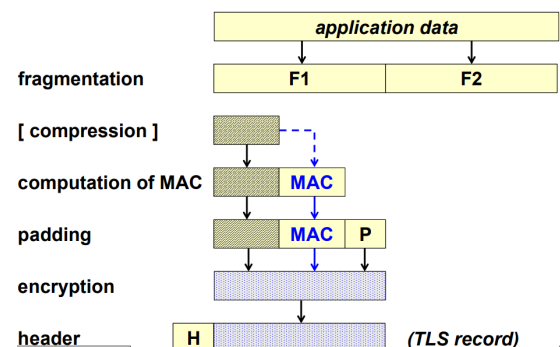 application data
fragmentation F1 F2
[ compression ]
computation of MAC MAC
padding MAC P
encryption
header H (TLS record)